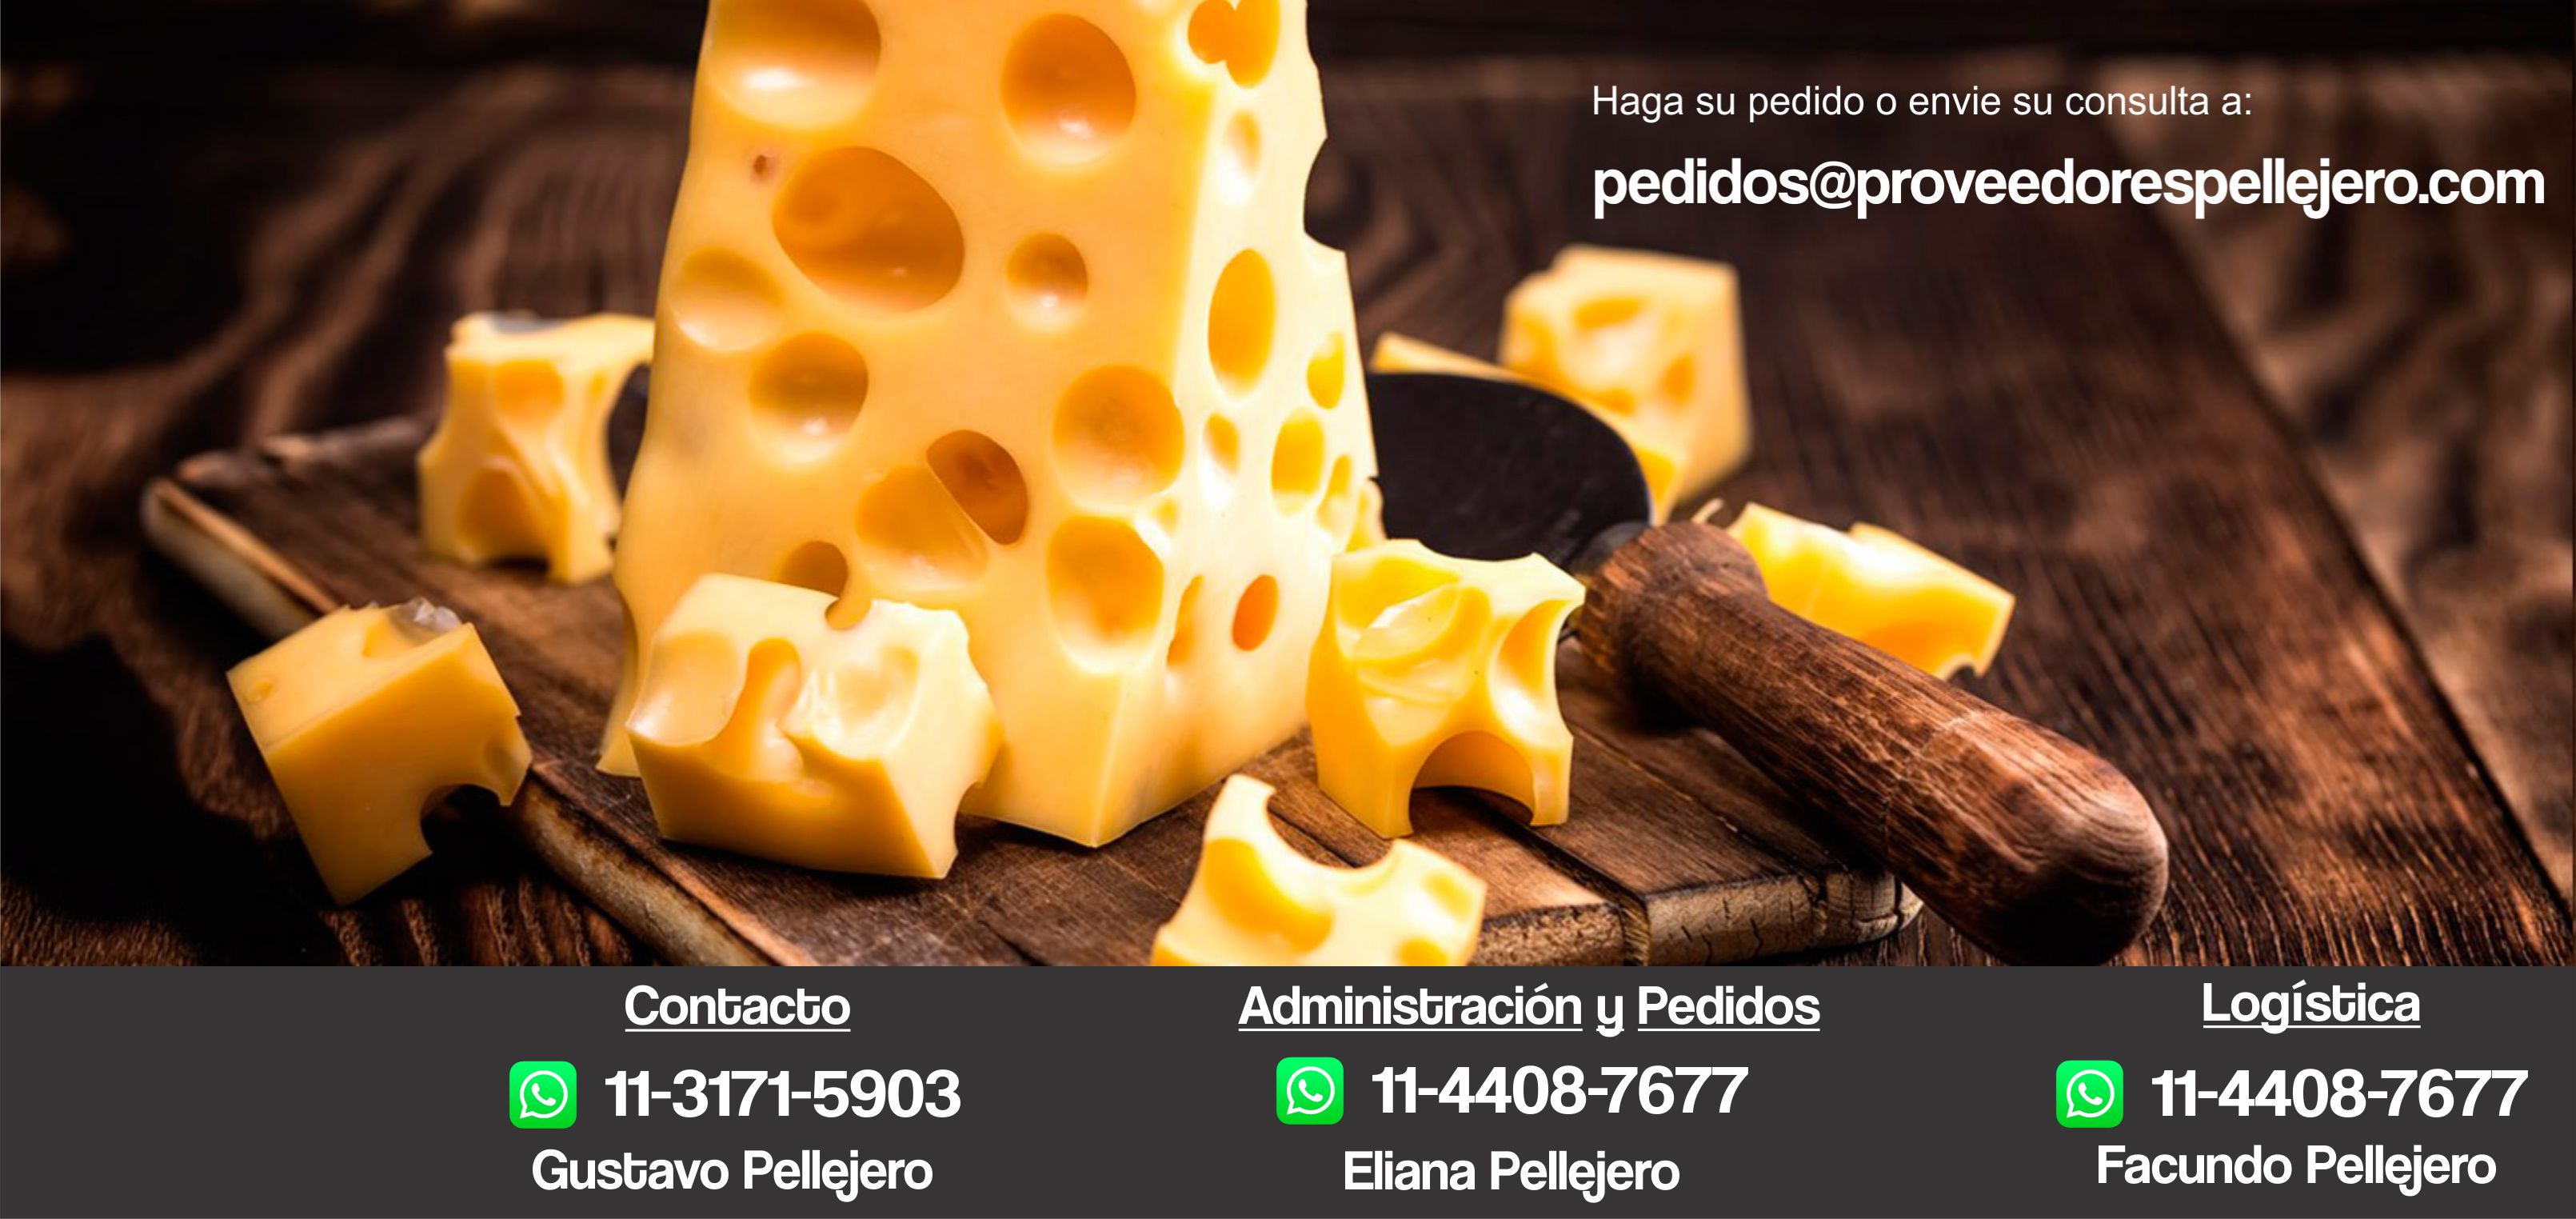 Haga su pedido o envie su consulta a:
pedidos@proveedorespellejero.com
Contacto
11-3171-5903
Gustavo Pellejero
Administración y Pedidos
11-4408-7677
Eliana Pellejero
Logística
11-4408-7677
Facundo Pellejero